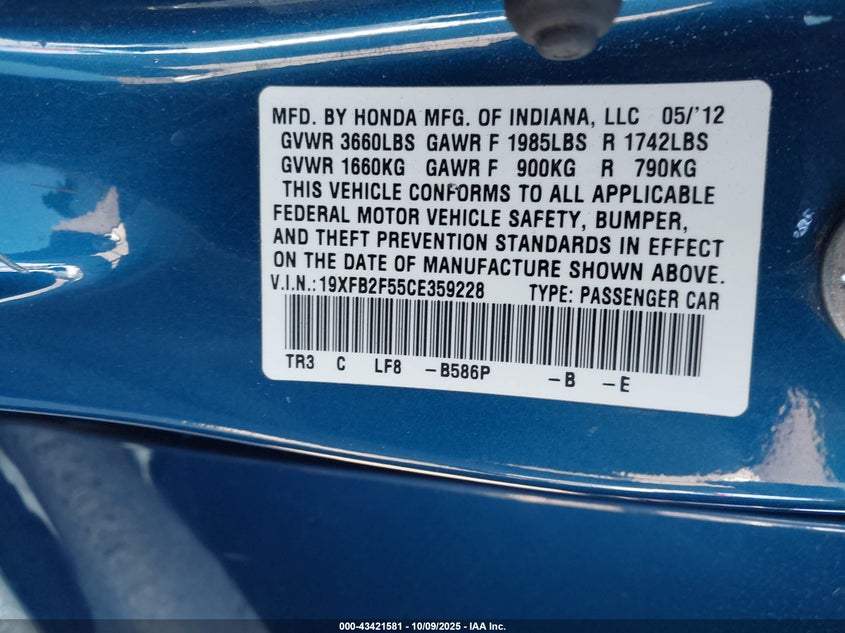 MFD. BY HONDA MFG. OF INDIANA, LLC 05/'12
GVWR 3660LBS GAWR F 1985LBS R 1742LBS
GVWR 1660KG GAWR F 900KG R 790KG
THIS VEHICLE CONFORMS TO ALL APPLICABLE
FEDERAL MOTOR VEHICLE SAFETY, BUMPER,
AND THEFT PREVENTION STANDARDS IN EFFECT
ON THE DATE OF MANUFACTURE SHOWN ABOVE.
V.I.N.:19XFB2F55CE359228 TYPE: PASSENGER CAR
TR3 C LF8 -B586P -B -E
000-43421581 - 10/09/2025 - IAA Inc.